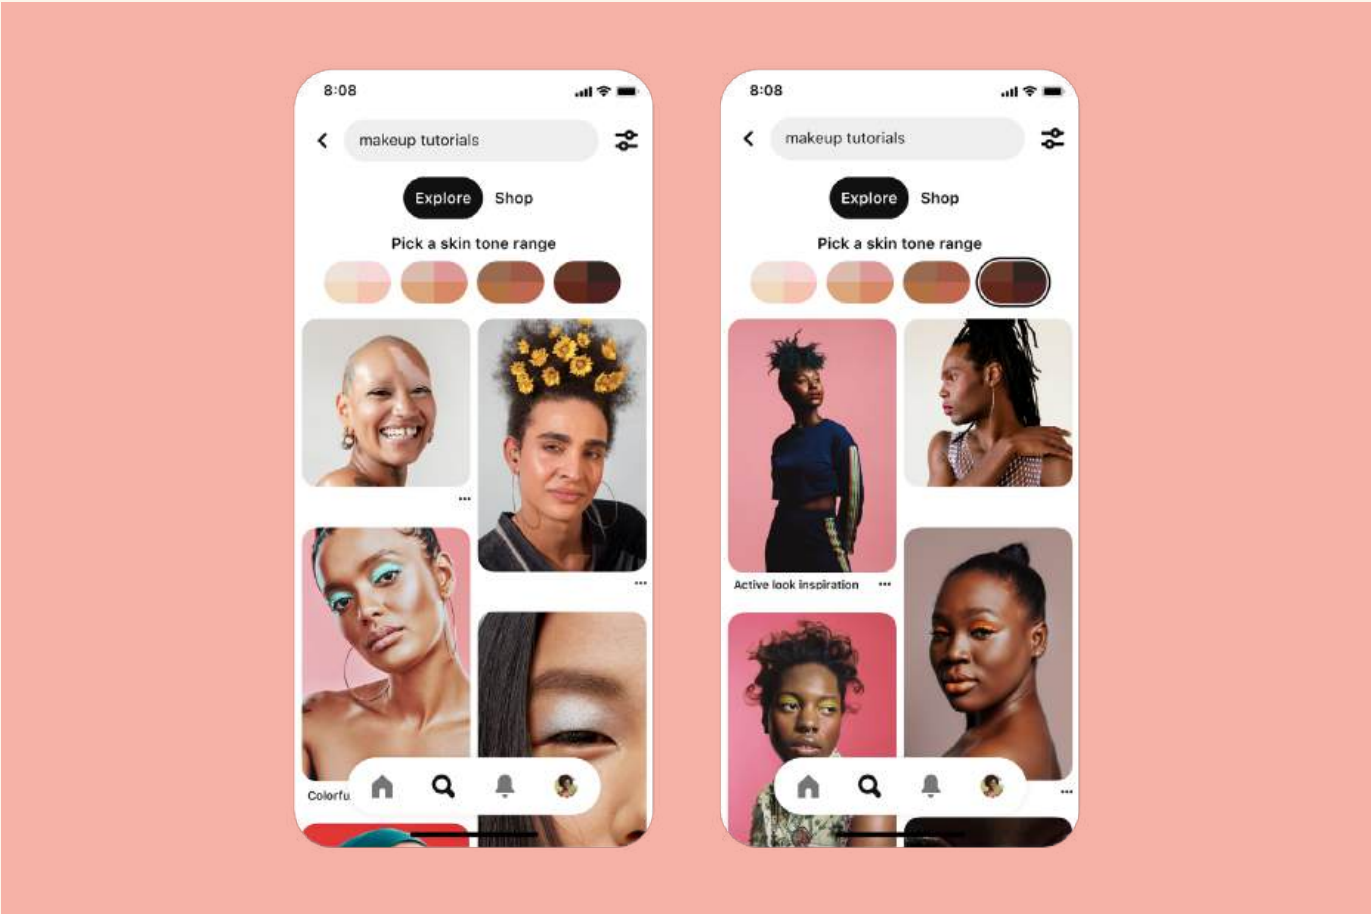 8:08
makeup tutorials
Explore Shop
Pick a skin tone range
Colorfu
8:08
makeup tutorials
Explore Shop
Pick a skin tone range
Active look inspiration